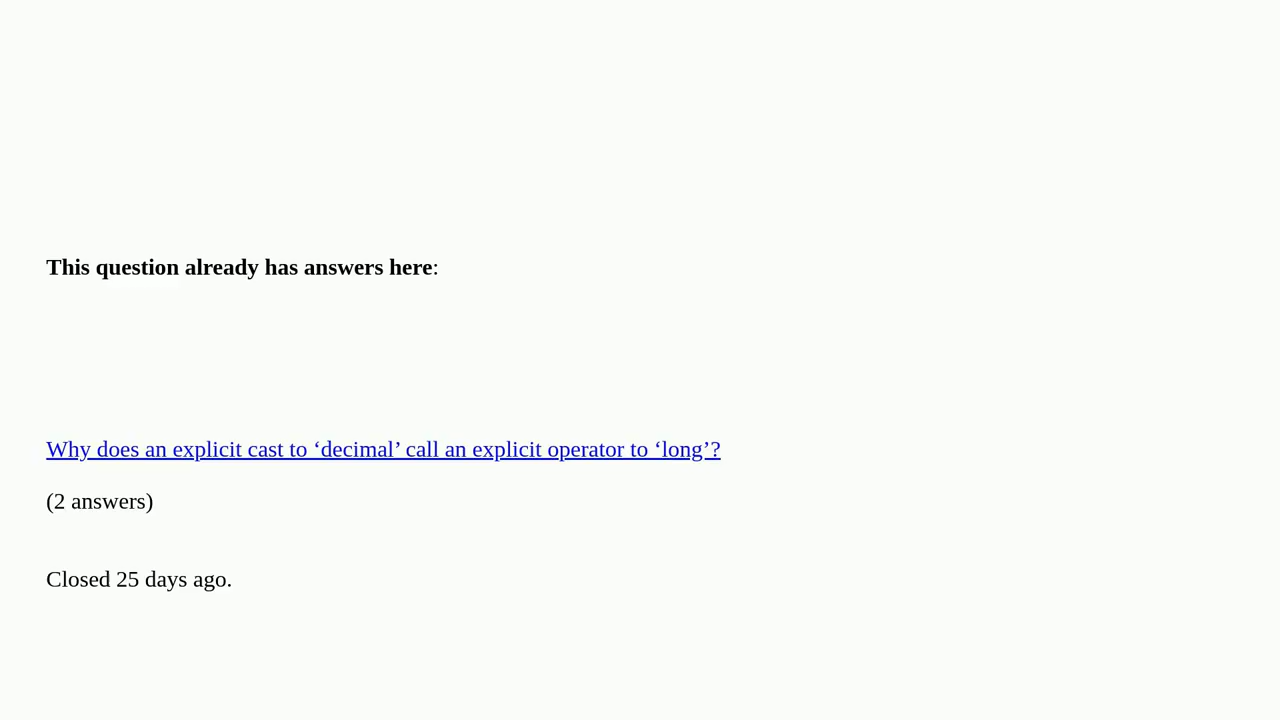 This question already has answers here:
Why does an explicit cast to ‘decimal’ call an explicit operator to ‘long’?
(2 answers)
Closed 25 days ago.